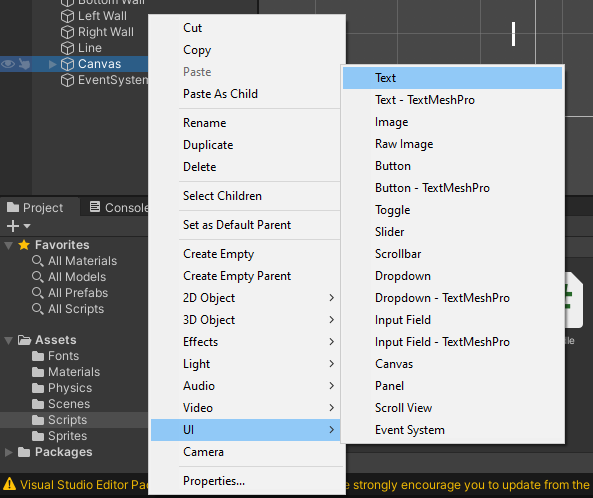 Bottom Wall
Left Wall
Right Wall
Line
Canvas
EventSystem
Cut
Copy
Paste
Paste As Child
Rename
Duplicate
Delete
Select Children
Set as Default Parent
Create Empty
Create Empty Parent
2D Object
3D Object
Effects
Light
Audio
Video
UI
Camera
Properties...
Text
Text - TextMeshPro
Image
Raw Image
Button
Button - TextMeshPro
Toggle
Slider
Scrollbar
Dropdown
Dropdown - TextMeshPro
Input Field
Input Field - TextMeshPro
Canvas
Panel
Scroll View
Event System
Project
Console
Favorites
All Materials
All Models
All Prefabs
All Scripts
Assets
Fonts
Materials
Physics
Scenes
Scripts
Sprites
Packages
Visual Studio Editor Pac
e strongly encourage you to update from the